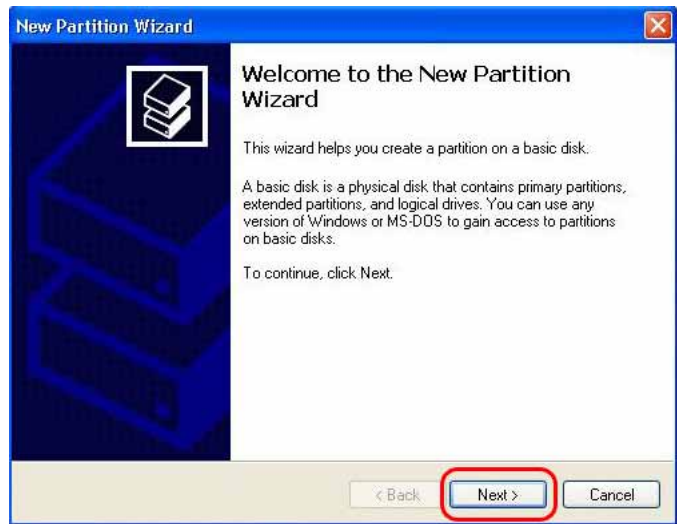 New Partition Wizard
Welcome to the New Partition
Wizard
This wizard helps you create a partition on a basic disk.
A basic disk is a physical disk that contains primary partitions,
extended partitions, and logical drives. You can use any
version of Windows or MS-DOS to gain access to partitions
on basic disks.
To continue, click Next.
< Back Next > Cancel